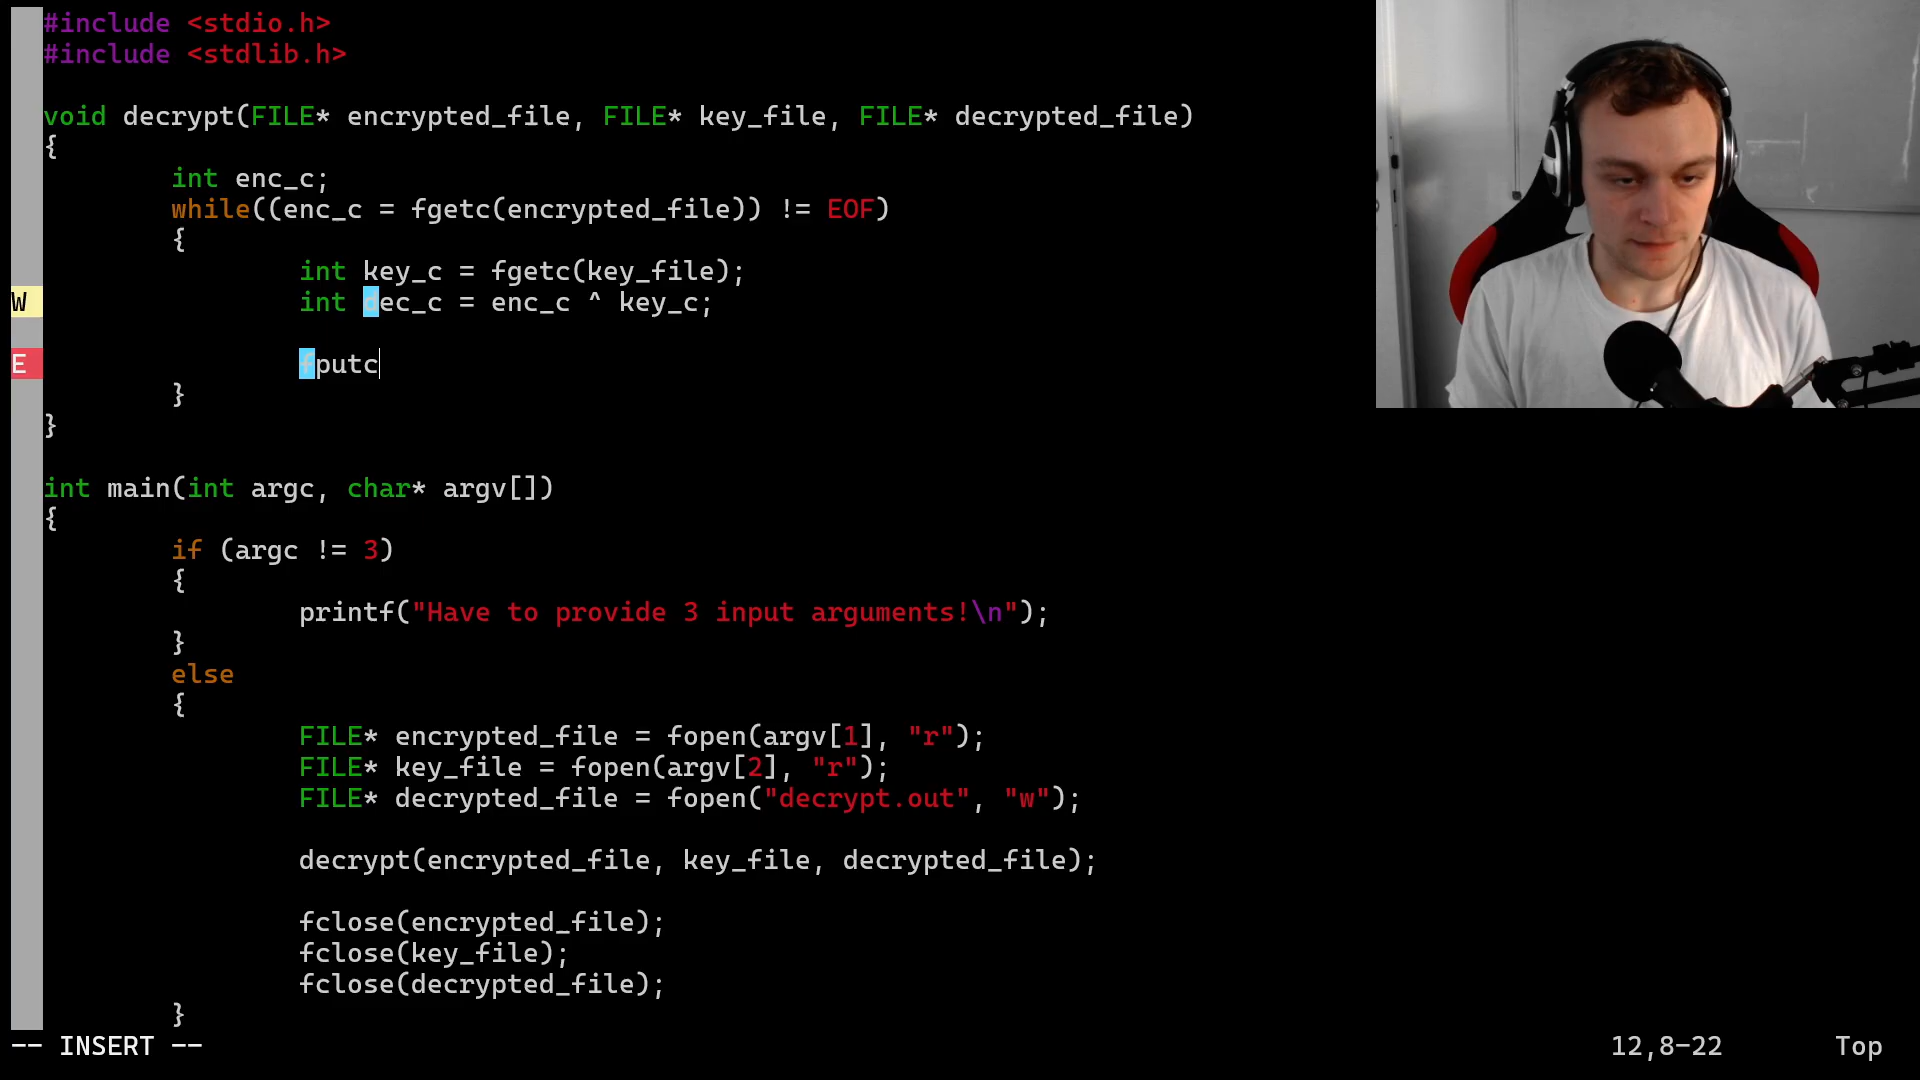 #include <stdio.h>
#include <stdlib.h>
void decrypt(FILE* encrypted_file, FILE* key_file, FILE* decrypted_file)
{
int enc_c;
while((enc_c = fgetc(encrypted_file)) != EOF)
{
int key_c = fgetc(key_file);
W int dec_c = enc_c ^ key_c;
E fputc
}
}
int main(int argc, char* argv[])
{
if (argc != 3)
{
printf("Have to provide 3 input arguments!\n");
}
else
{
FILE* encrypted_file = fopen(argv[1], "r");
FILE* key_file = fopen(argv[2], "r");
FILE* decrypted_file = fopen("decrypt.out", "w");
decrypt(encrypted_file, key_file, decrypted_file);
fclose(encrypted_file);
fclose(key_file);
fclose(decrypted_file);
}
-- INSERT -- 12,8-22 Top